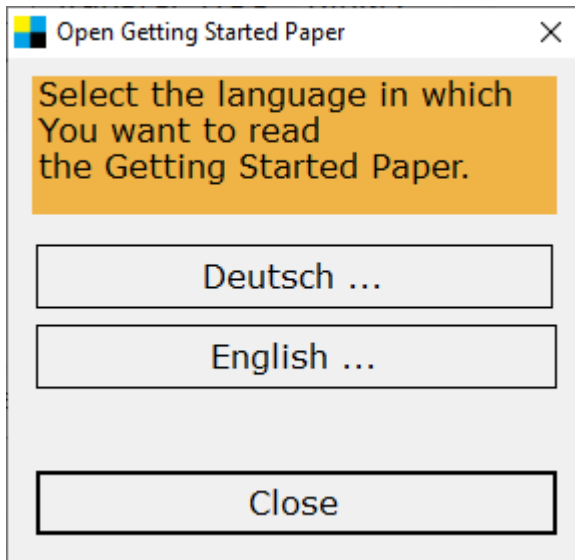 Open Getting Started Paper
Select the language in which
You want to read
the Getting Started Paper.
Deutsch ...
English ...
Close